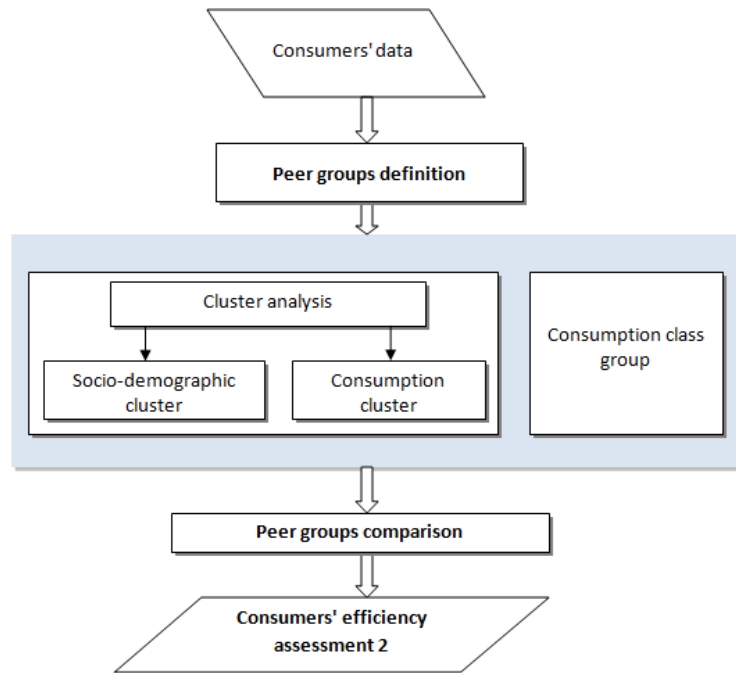 Consumers' data
Peer groups definition
Cluster analysis
Socio-demographic
cluster
Consumption
cluster
Consumption class
group
Peer groups comparison
Consumers' efficiency
assessment 2